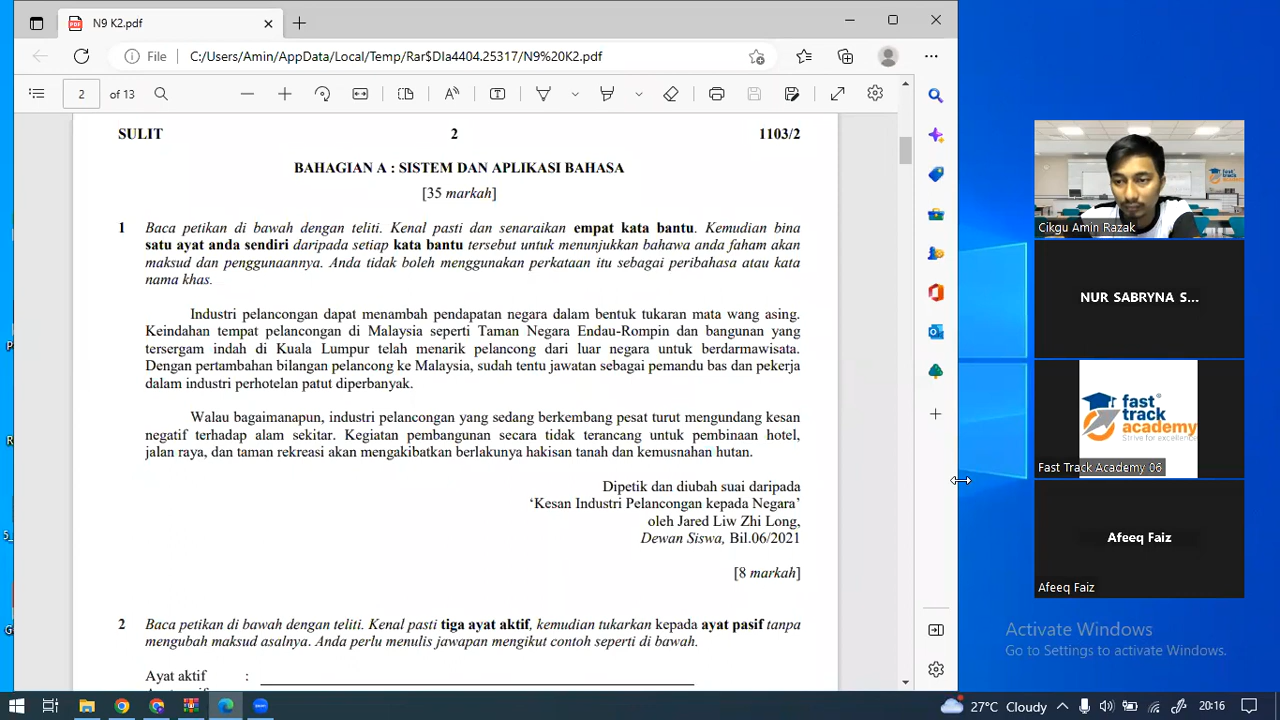 N9 K2.pdf
File C:/Users/Amin/AppData/Local/Temp/Rar$DIa4404.25317/N9%20K2.pdf
2 of 13
SULIT 2 1103/2
BAHAGIAN A : SISTEM DAN APLIKASI BAHASA
[35 markah]
1 Baca petikan di bawah dengan teliti. Kenal pasti dan senaraikan empat kata bantu. Kemudian bina
satu ayat anda sendiri daripada setiap kata bantu tersebut untuk menunjukkan bahawa anda faham akan
maksud dan penggunaannya. Anda tidak boleh menggunakan perkataan itu sebagai peribahasa atau kata
nama khas.
Industri pelancongan dapat menambah pendapatan negara dalam bentuk tukaran mata wang asing.
Keindahan tempat pelancongan di Malaysia seperti Taman Negara Endau-Rompin dan bangunan yang
tersergam indah di Kuala Lumpur telah menarik pelancong dari luar negara untuk berdarmawisata.
Dengan pertambahan bilangan pelancong ke Malaysia, sudah tentu jawatan sebagai pemandu bas dan pekerja
dalam industri perhotelan patut diperbanyak.
Walau bagaimanapun, industri pelancongan yang sedang berkembang pesat turut mengundang kesan
negatif terhadap alam sekitar. Kegiatan pembangunan secara tidak terancang untuk pembinaan hotel,
jalan raya, dan taman rekreasi akan mengakibatkan berlakunya hakisan tanah dan kemusnahan hutan.
Dipetik dan diubah suai daripada
‘Kesan Industri Pelancongan kepada Negara’
oleh Jared Liw Zhi Long,
Dewan Siswa, Bil.06/2021
[8 markah]
2 Baca petikan di bawah dengan teliti. Kenal pasti tiga ayat aktif, kemudian tukarkan kepada ayat pasif tanpa
mengubah maksud asalnya. Anda perlu menulis jawapan mengikut contoh seperti di bawah.
Ayat aktif :
Cikgu Amin Razak
NUR SABRYNA S...
fast
track
academy
Strive for excellence
Fast Track Academy 06
Afeeq Faiz
Afeeq Faiz
Activate Windows
Go to Settings to activate Windows.
27°C Cloudy 20:16